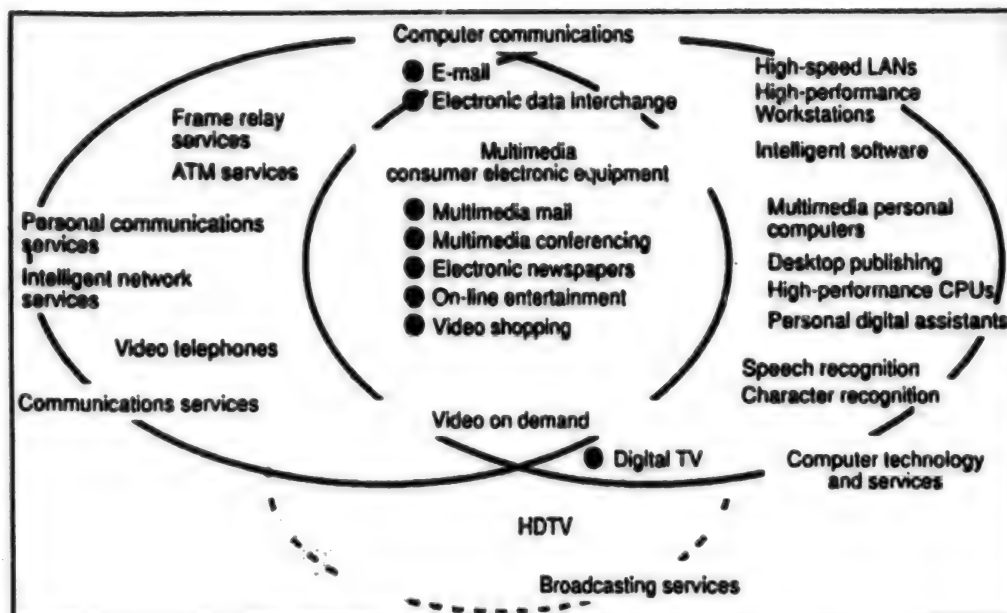 Computer communications
● E-mail
● Electronic data interchange
Frame relay
services
ATM services
Personal communications
services
Intelligent network
services
Video telephones
Communications services
Multimedia
consumer electronic equipment
● Multimedia mail
● Multimedia conferencing
● Electronic newspapers
● On-line entertainment
● Video shopping
Video on demand
● Digital TV
High-speed LANs
High-performance
Workstations
Intelligent software
Multimedia personal
computers
Desktop publishing
High-performance CPUs
Personal digital assistants
Speech recognition
Character recognition
Computer technology
and services
HDTV
Broadcasting services